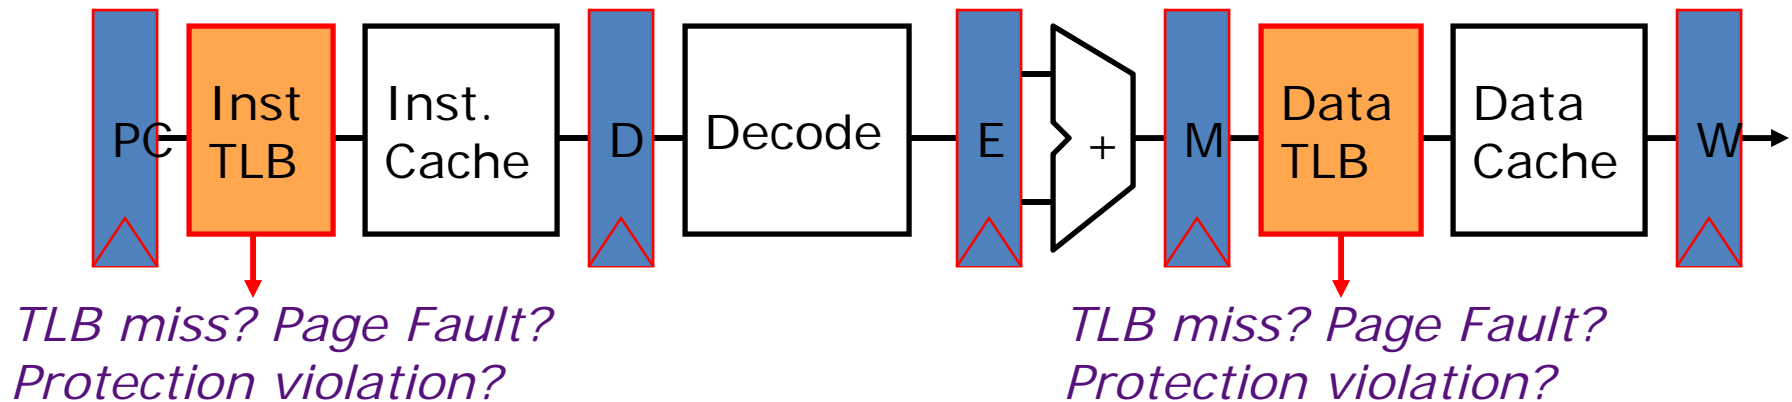 PC
Inst
TLB
Inst.
Cache
D
Decode
E
+
M
Data
TLB
Data
Cache
W
TLB miss? Page Fault?
Protection violation?
TLB miss? Page Fault?
Protection violation?